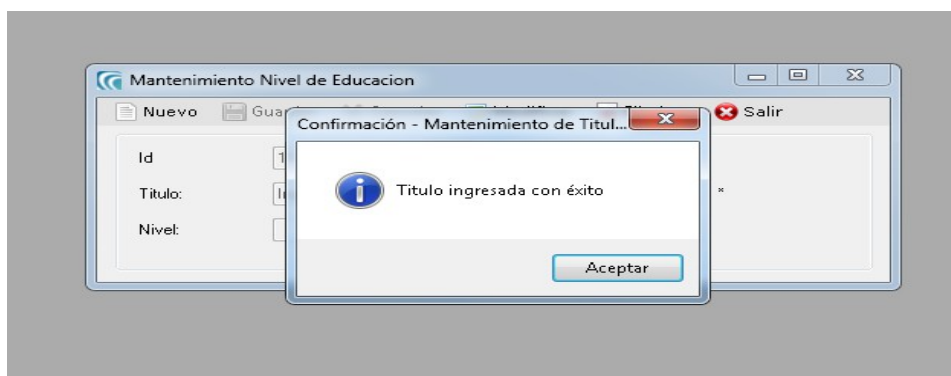 Mantenimiento Nivel de Educacion
Nuevo Salir
Confirmación - Mantenimiento de Titul...
Id
Titulo: *
Nivel:
Titulo ingresada con éxito
Aceptar